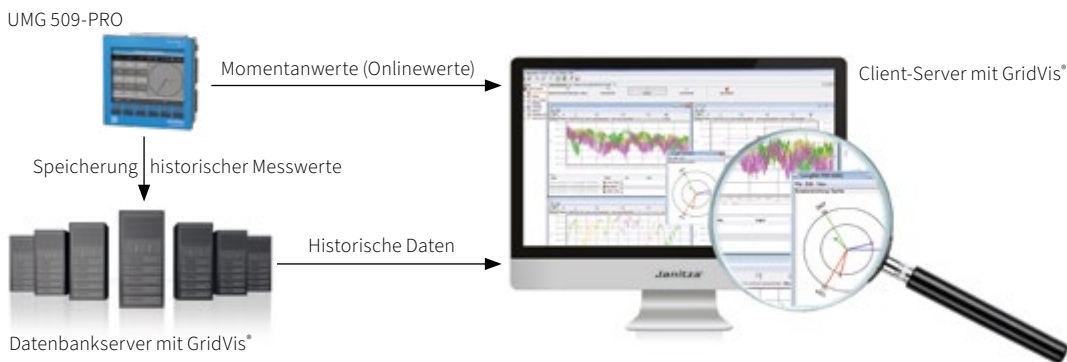 UMG 509-PRO
Momentanwerte (Onlinewerte)
Client-Server mit GridVis®
Speicherung historischer Messwerte
Historische Daten
Janitza
Datenbankserver mit GridVis®